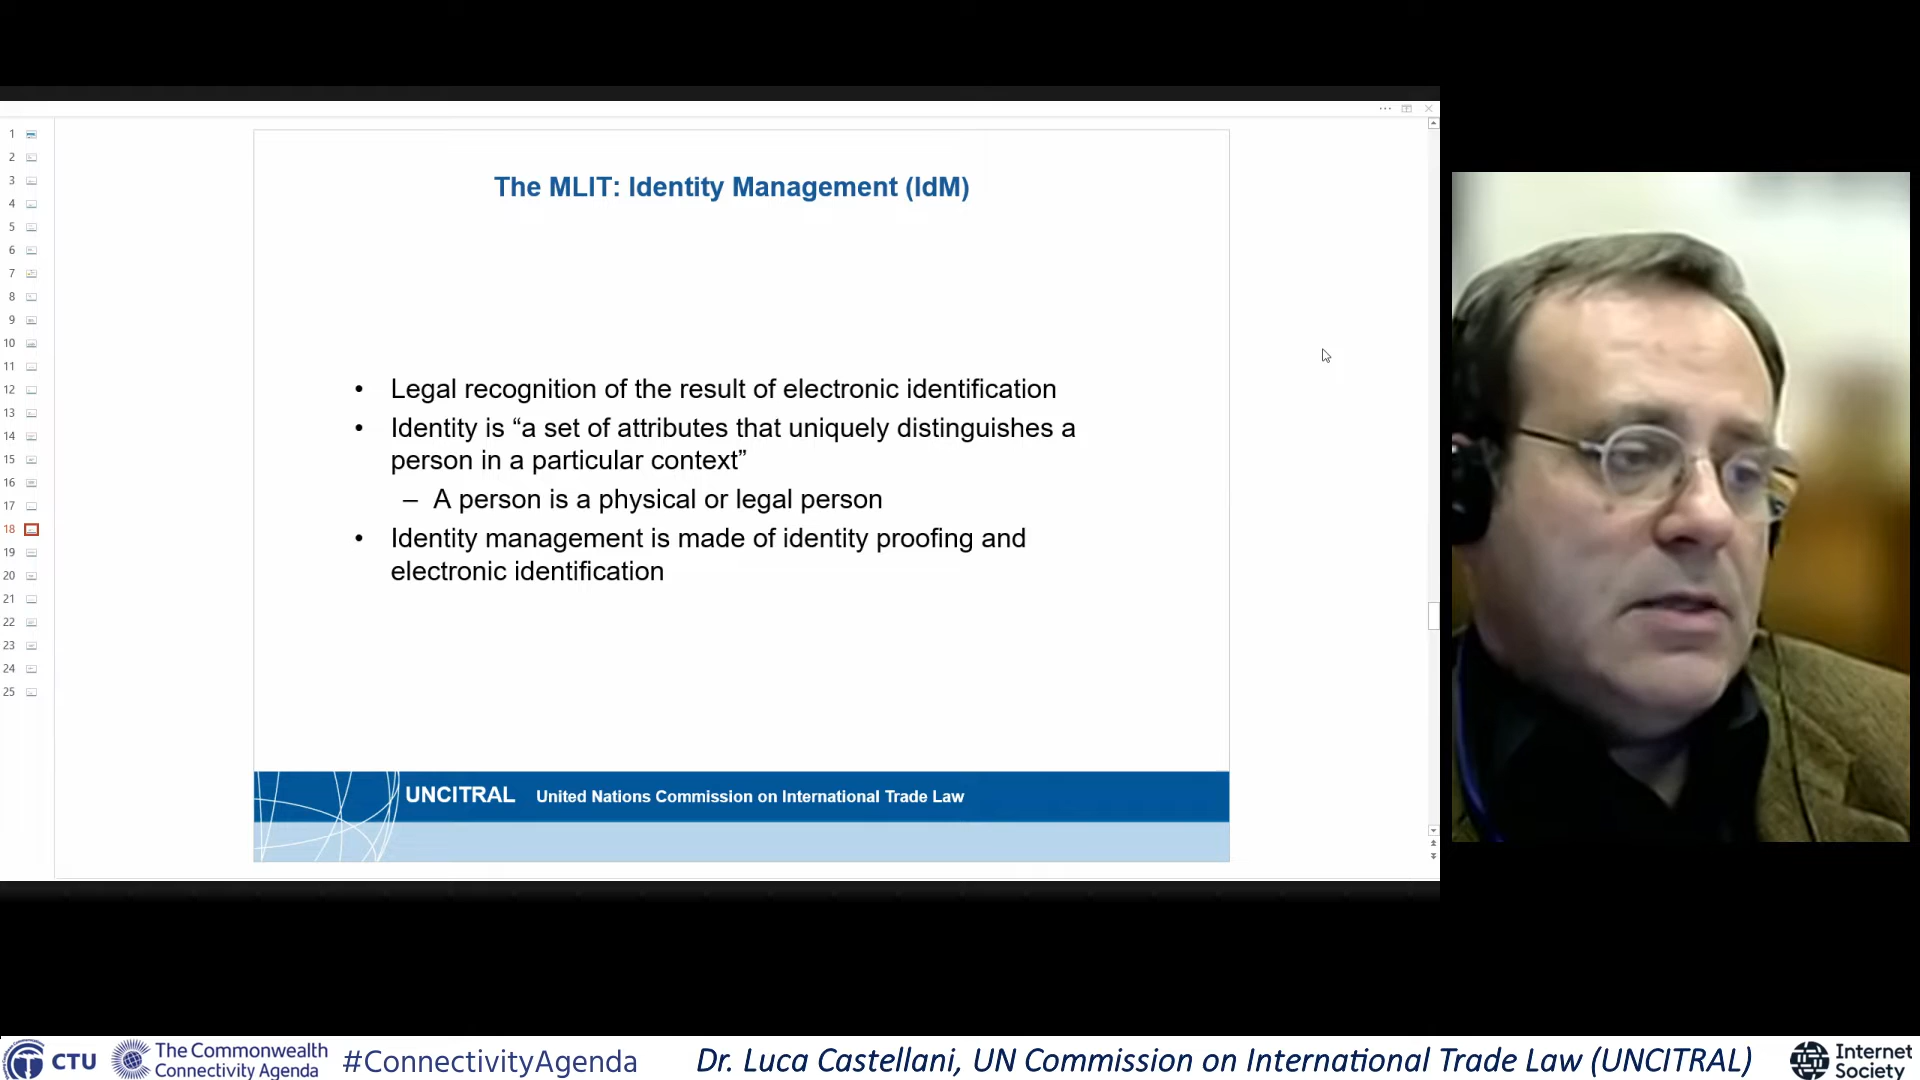 1
2
3
4
5
6
7
8
9
10
11
12
13
14
15
16
17
18
19
20
21
22
23
24
25
The MLIT: Identity Management (IdM)
• Legal recognition of the result of electronic identification
• Identity is “a set of attributes that uniquely distinguishes a
person in a particular context”
– A person is a physical or legal person
• Identity management is made of identity proofing and
electronic identification
UNCITRAL United Nations Commission on International Trade Law
CTU
The Commonwealth
Connectivity Agenda
#ConnectivityAgenda
Dr. Luca Castellani, UN Commission on International Trade Law (UNCITRAL)
Internet
Society